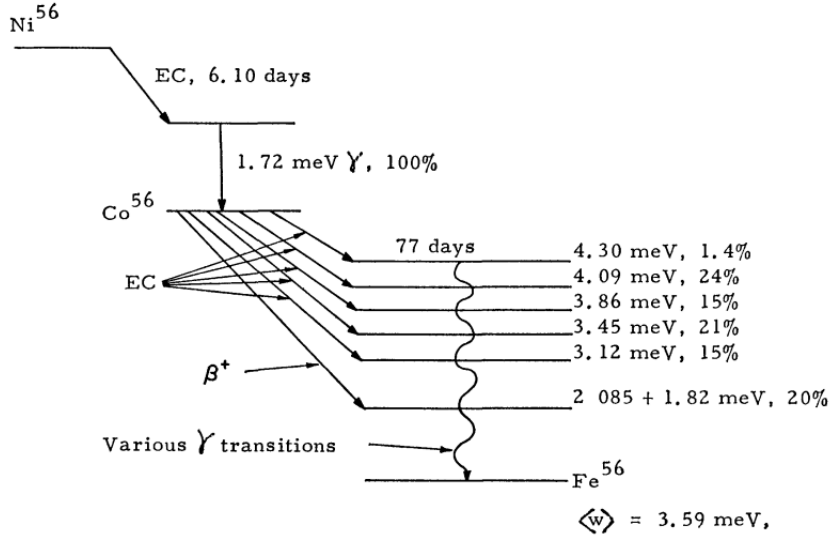 Ni⁵⁶
EC, 6.10 days
1.72 meV γ, 100%
Co⁵⁶
77 days
4.30 meV, 1.4%
4.09 meV, 24%
EC
3.86 meV, 15%
3.45 meV, 21%
3.12 meV, 15%
β⁺
2 085 + 1.82 meV, 20%
Various γ transitions
Fe⁵⁶
⟨w⟩ = 3.59 meV,